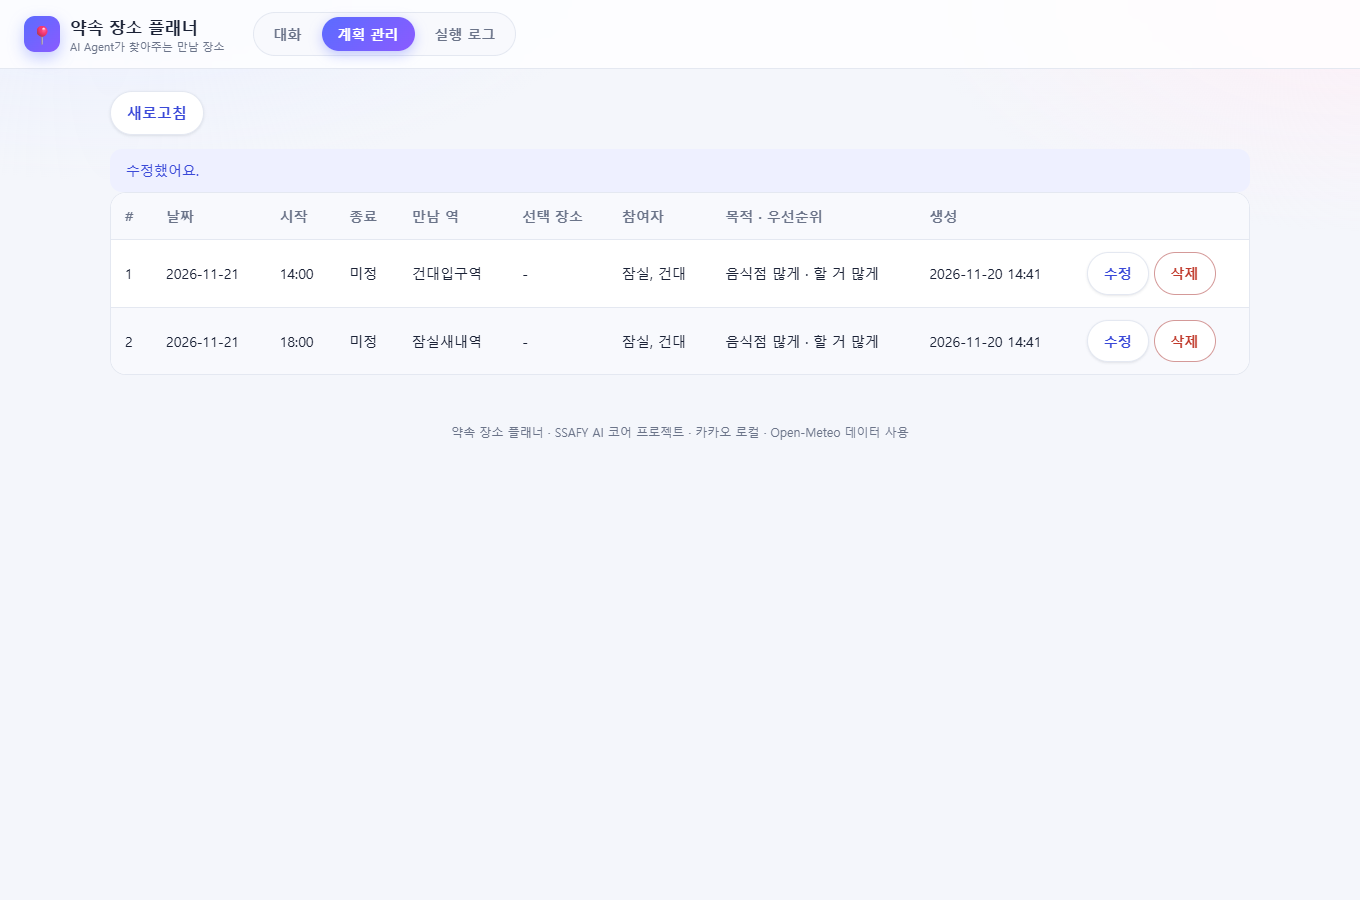 약속 장소 플래너
AI Agent가 찾아주는 만남 장소
대화 계획 관리 실행 로그
새로고침
수정했어요.
# 날짜 시작 종료 만남 역 선택 장소 참여자 목적 · 우선순위 생성
1 2026-11-21 14:00 미정 건대입구역 - 잠실, 건대 음식점 많게 · 할 거 많게 2026-11-20 14:41 수정 삭제
2 2026-11-21 18:00 미정 잠실새내역 - 잠실, 건대 음식점 많게 · 할 거 많게 2026-11-20 14:41 수정 삭제
약속 장소 플래너 · SSAFY AI 코어 프로젝트 · 카카오 로컬 · Open-Meteo 데이터 사용